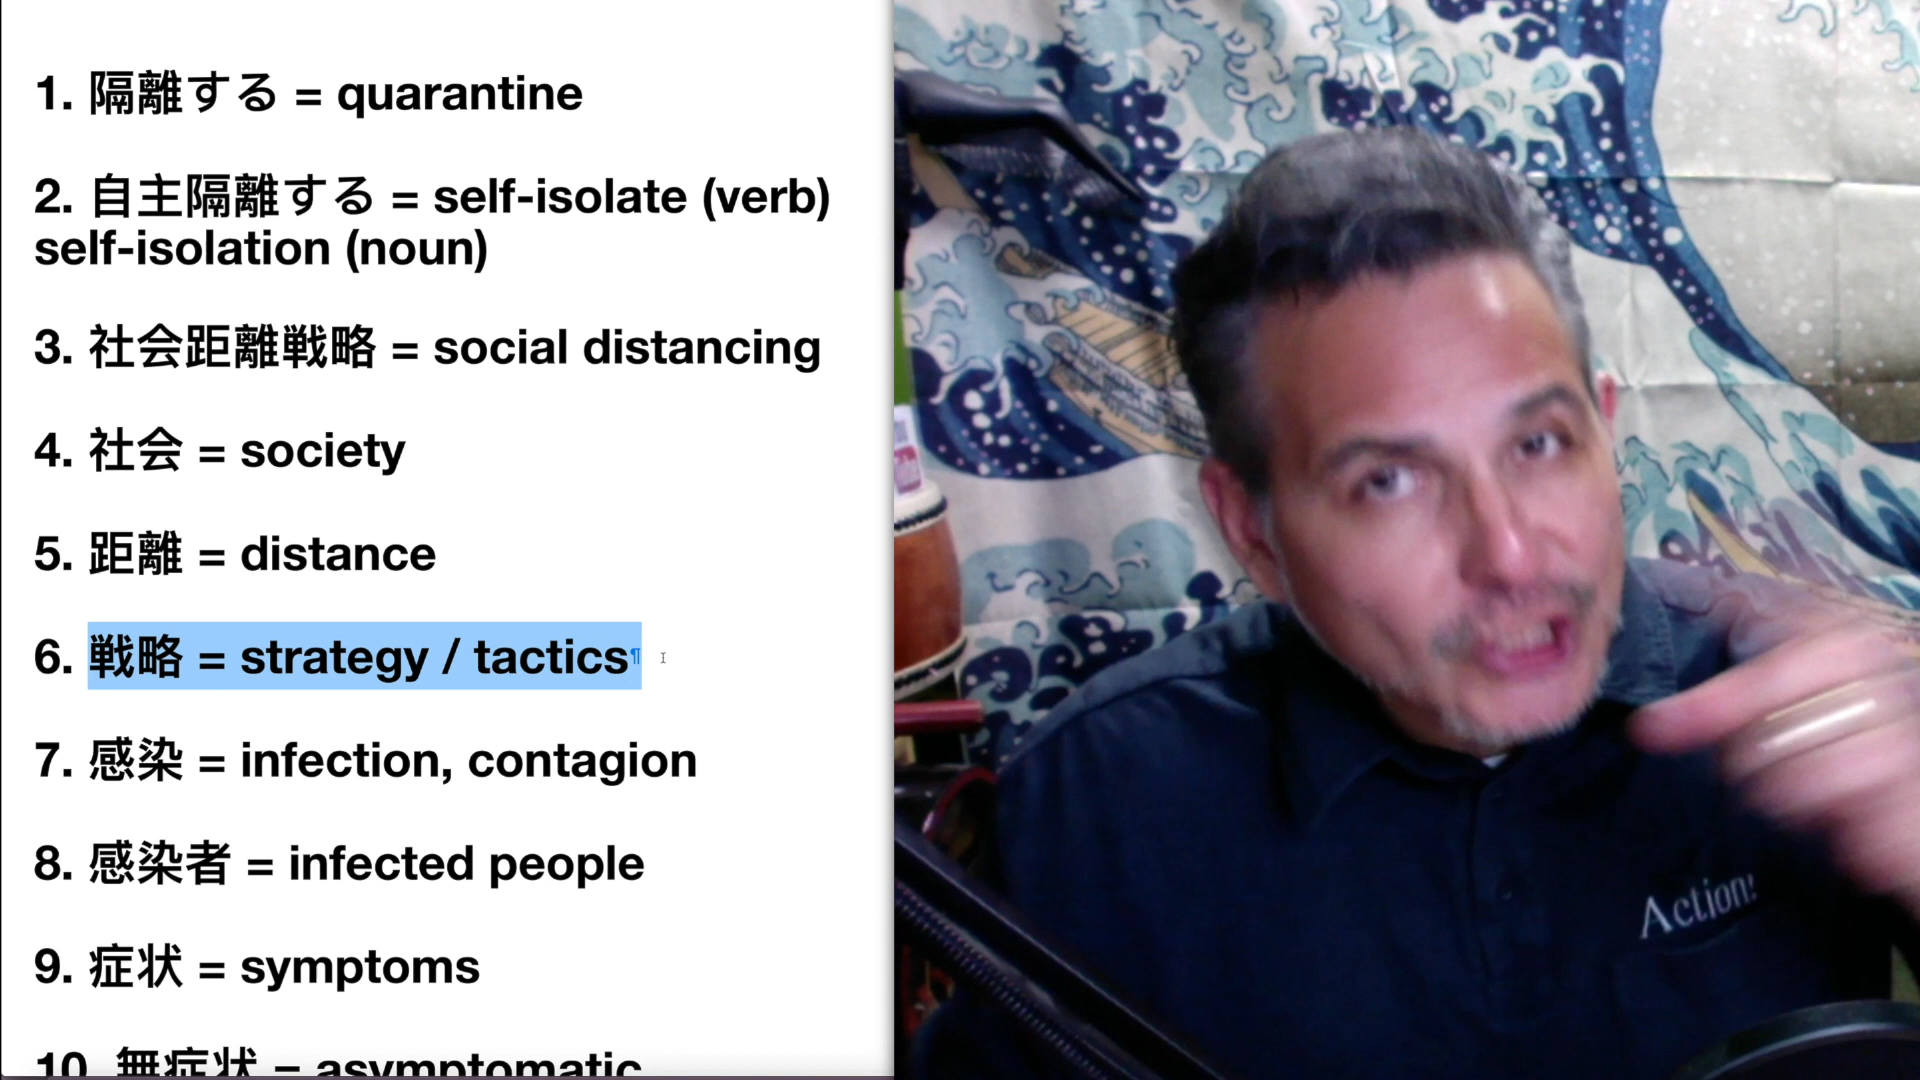 1. 隔離する = quarantine
2. 自主隔離する = self-isolate (verb)
self-isolation (noun)
3. 社会距離戦略 = social distancing
4. 社会 = society
5. 距離 = distance
6. 戦略 = strategy / tactics¶
7. 感染 = infection, contagion
8. 感染者 = infected people
9. 症状 = symptoms
10. 無症状 = asymptomatic
Action!